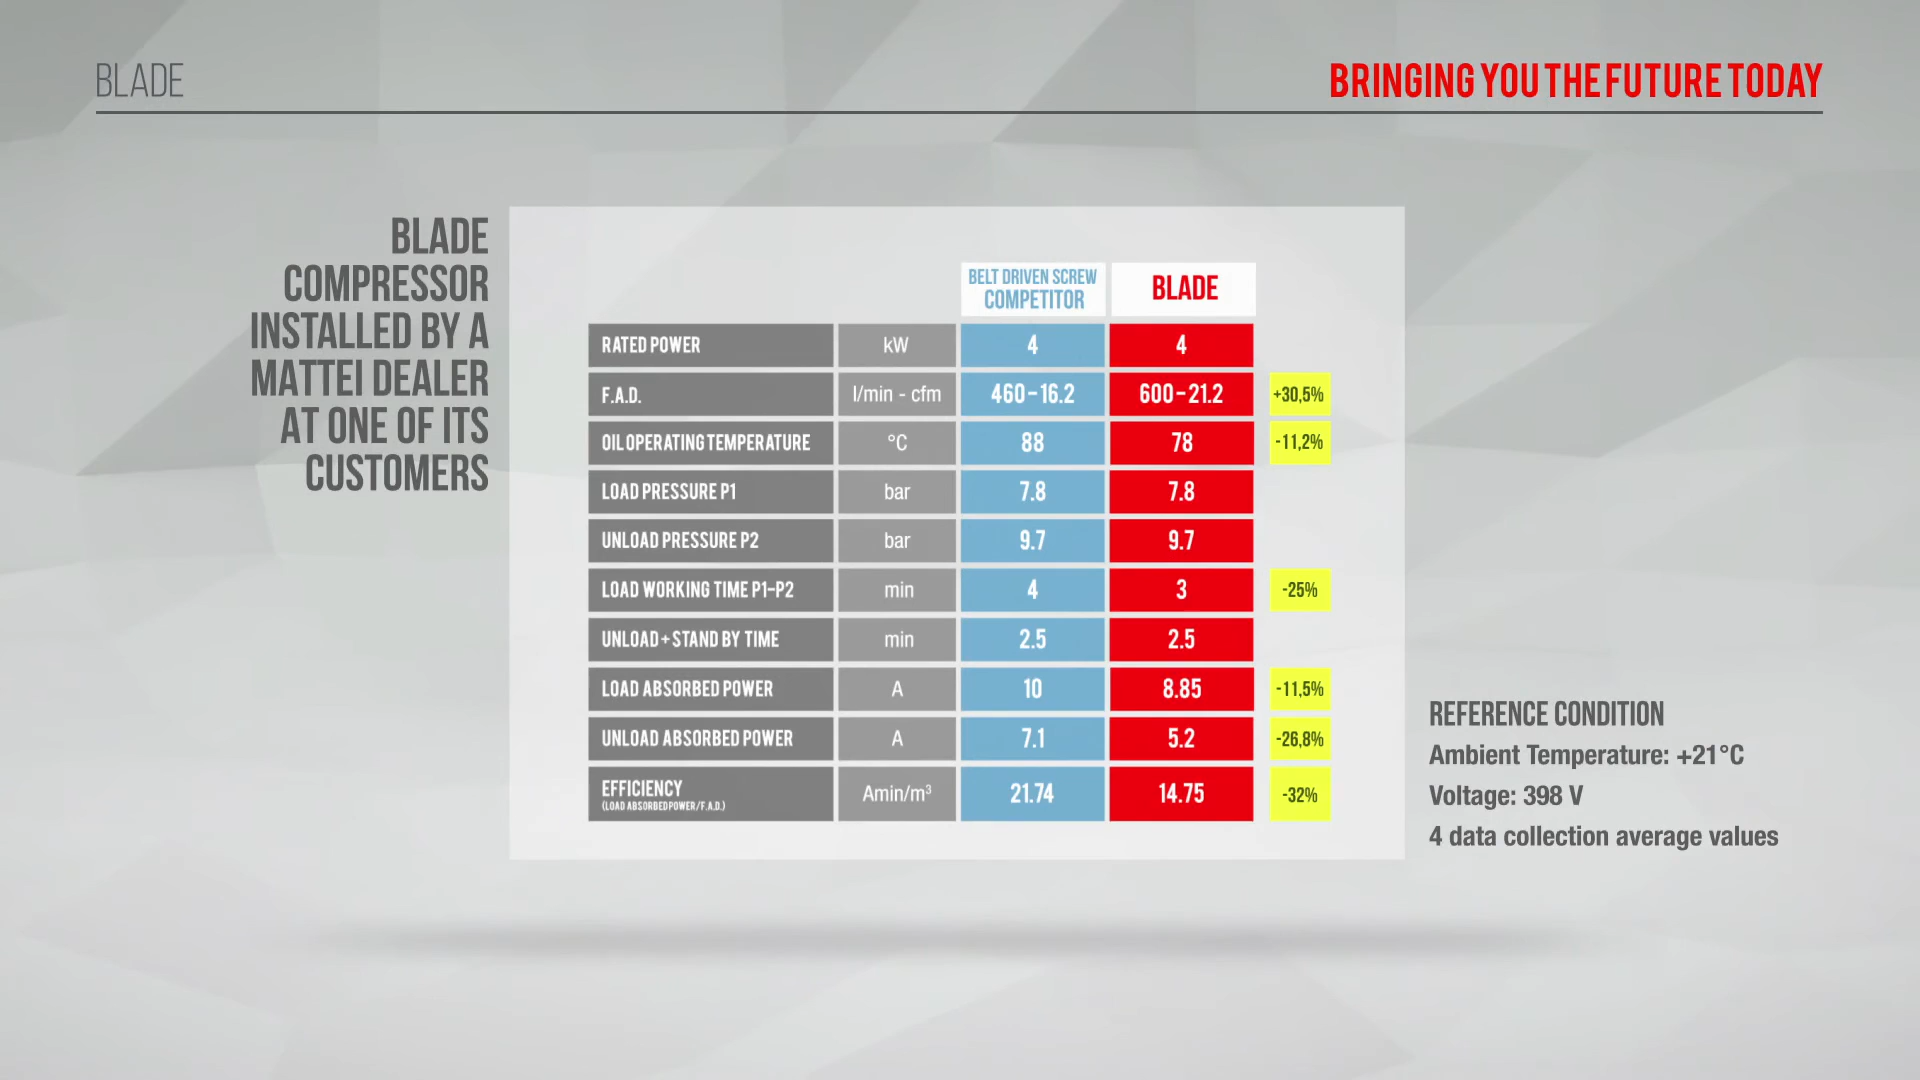 BLADE
BRINGING YOU THE FUTURE TODAY
BLADE
COMPRESSOR
INSTALLED BY A
MATTEI DEALER
AT ONE OF ITS
CUSTOMERS
BELT DRIVEN SCREW
COMPETITOR
BLADE
RATED POWER kW 4 4
F.A.D. l/min - cfm 460-16.2 600-21.2 +30,5%
OIL OPERATING TEMPERATURE °C 88 78 -11,2%
LOAD PRESSURE P1 bar 7.8 7.8
UNLOAD PRESSURE P2 bar 9.7 9.7
LOAD WORKING TIME P1-P2 min 4 3 -25%
UNLOAD + STAND BY TIME min 2.5 2.5
LOAD ABSORBED POWER A 10 8.85 -11,5%
UNLOAD ABSORBED POWER A 7.1 5.2 -26,8%
EFFICIENCY
(LOAD ABSORBED POWER / F.A.D.)
Amin/m³ 21.74 14.75 -32%
REFERENCE CONDITION
Ambient Temperature: +21°C
Voltage: 398 V
4 data collection average values